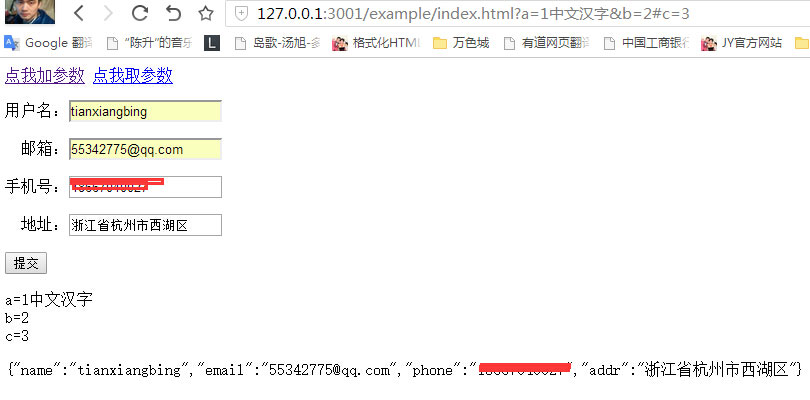 127.0.0.1:3001/example/index.html?a=1中文汉字&b=2#c=3
Google 翻译 “陈升”的音乐 L 岛歌-汤旭-多 格式化HTML 万色城 有道网页翻译 中国工商银行 JY官方网站
点我加参数 点我取参数
用户名：tianxiangbing
邮箱：55342775@qq.com
手机号：
地址：浙江省杭州市西湖区
提交
a=1中文汉字
b=2
c=3
{"name":"tianxiangbing","email":"55342775@qq.com","phone":"","addr":"浙江省杭州市西湖区"}